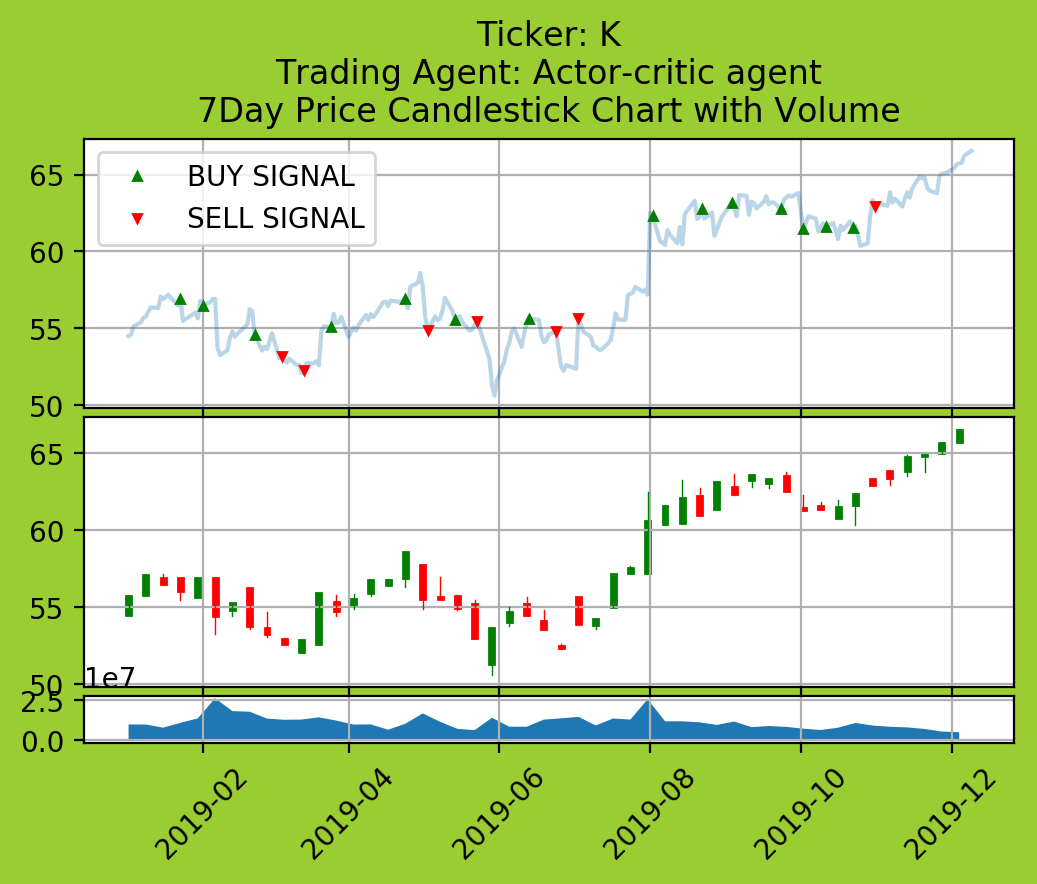 Ticker: K
Trading Agent: Actor-critic agent
7Day Price Candlestick Chart with Volume
65
60
55
50
BUY SIGNAL
SELL SIGNAL
65
60
55
50
1e7
2.5
0.0
2019-02
2019-04
2019-06
2019-08
2019-10
2019-12